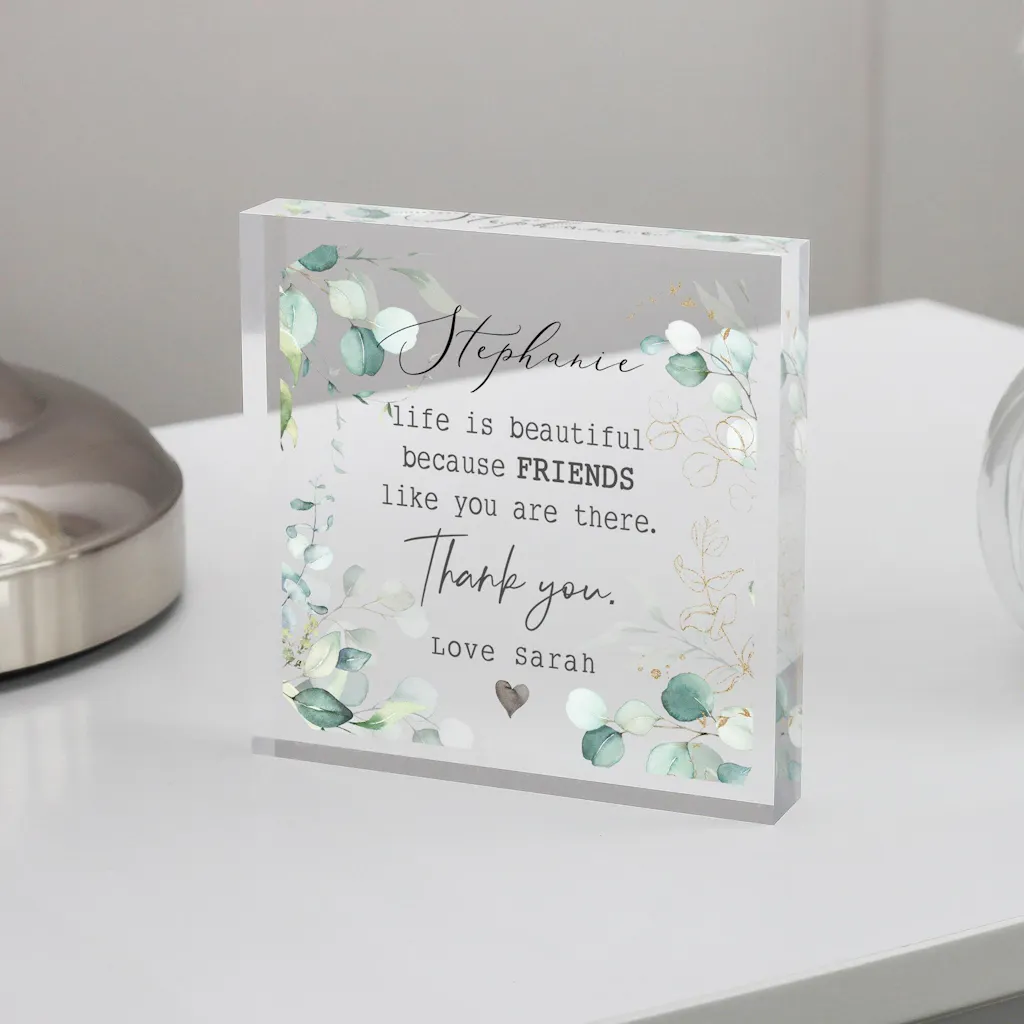 Stephanie
life is beautiful
because FRIENDS
like you are there.
Thank you.
Love Sarah